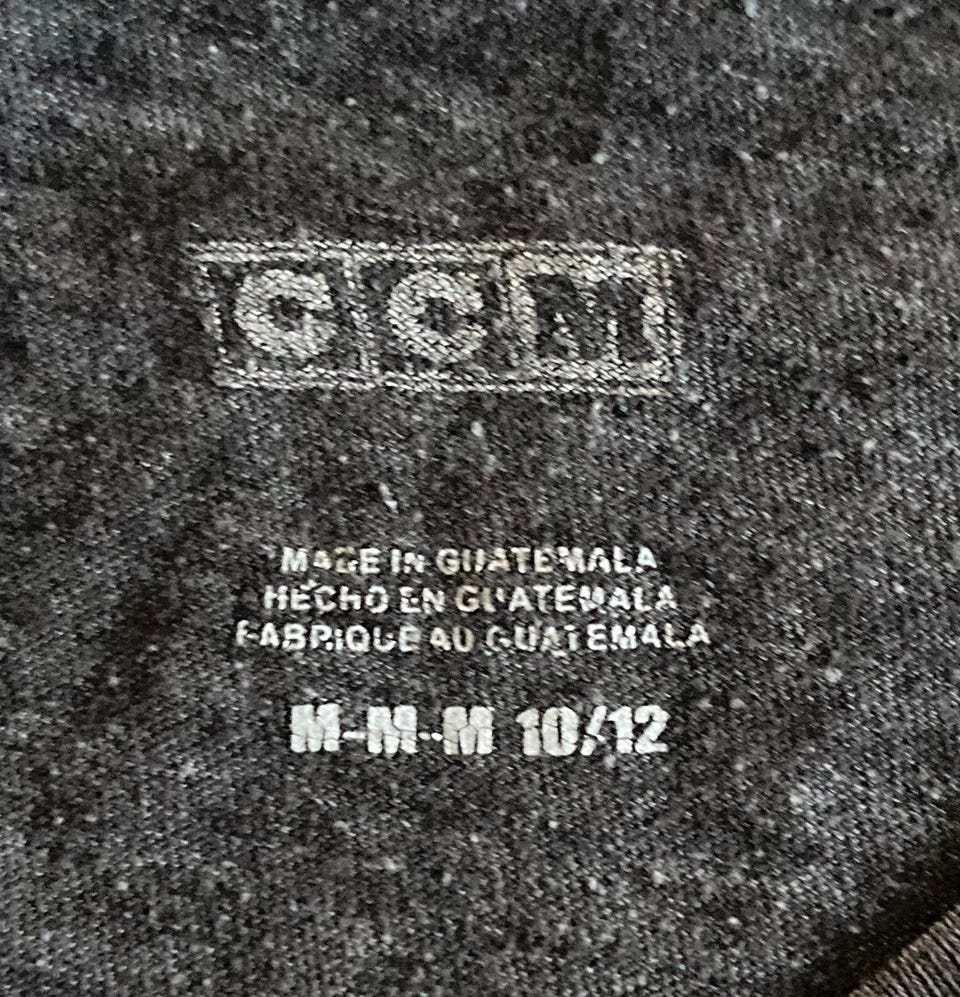 CCM
MADE IN GUATEMALA
HECHO EN GUATEMALA
FABRIQUE AU GUATEMALA
M-M-M 10/12